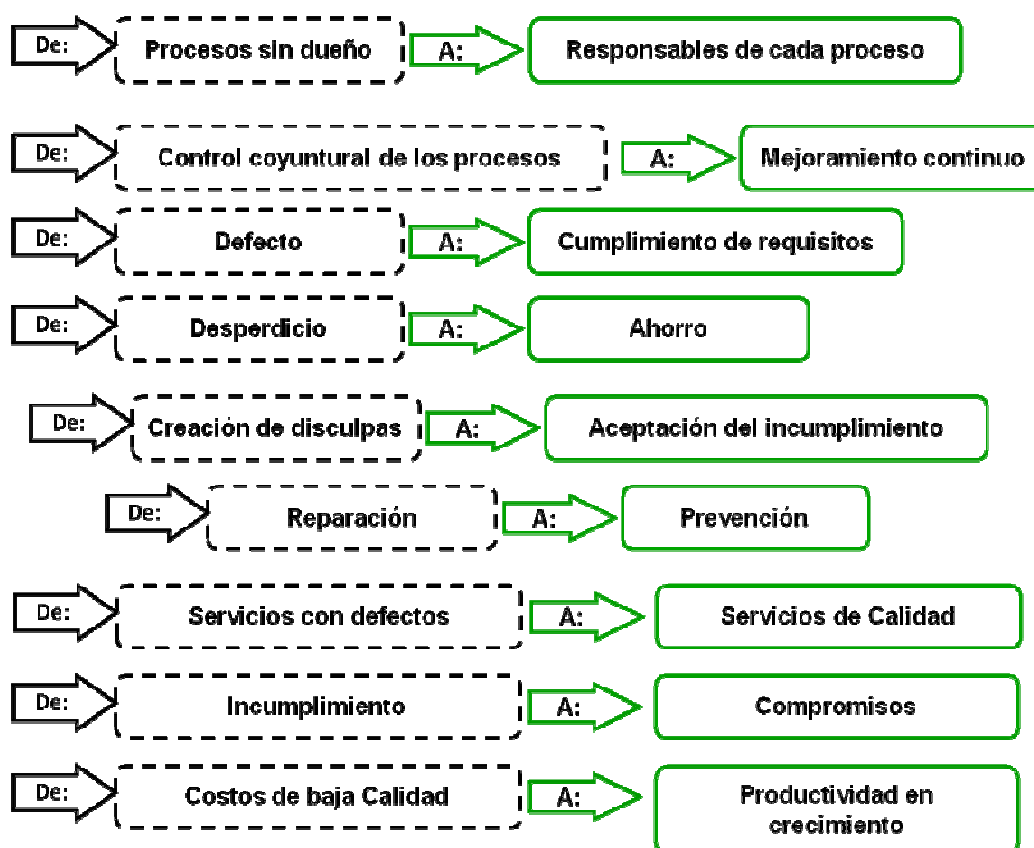 De: Procesos sin dueño A: Responsables de cada proceso
De: Control coyuntural de los procesos A: Mejoramiento continuo
De: Defecto A: Cumplimiento de requisitos
De: Desperdicio A: Ahorro
De: Creación de disculpas A: Aceptación del incumplimiento
De: Reparación A: Prevención
De: Servicios con defectos A: Servicios de Calidad
De: Incumplimiento A: Compromisos
De: Costos de baja Calidad A: Productividad en
crecimiento